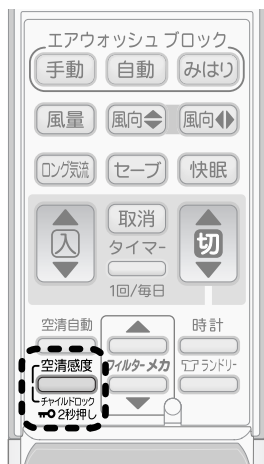 エアウォッシュ ブロック
手動 自動 みはり
風量 風向 風向
ロング気流 セーブ 快眠
入 取消 切
タイマー
1回/毎日
空清自動 時計
空清感度 フィルターメカ ランドリー
チャイルドロック
2秒押し